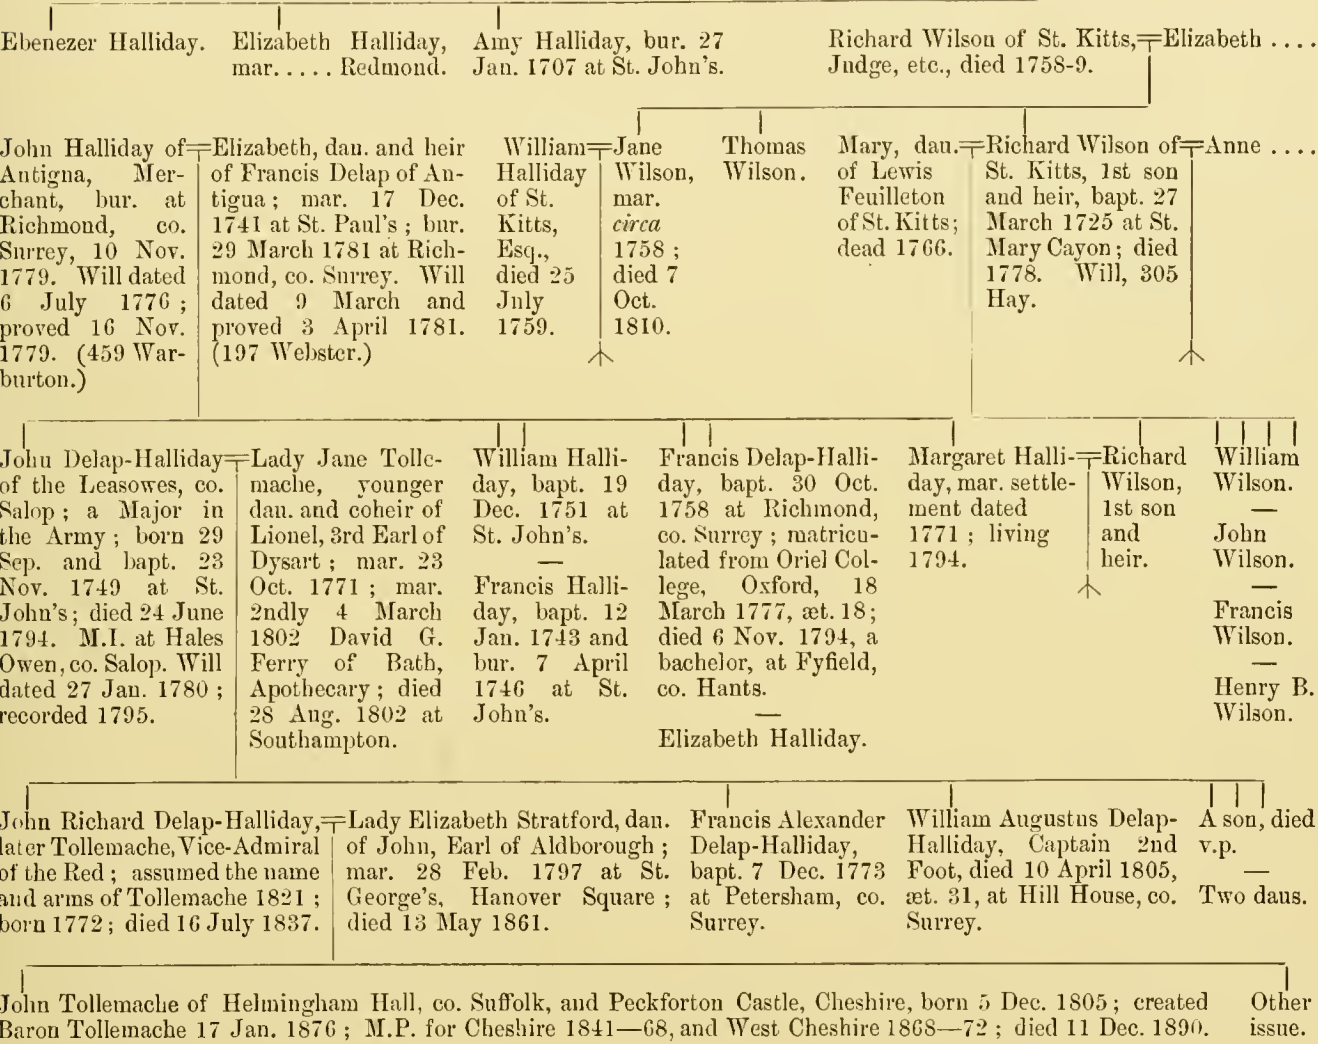 Ebenezer Halliday.
Elizabeth Halliday,
mar. . . . . Redmond.
Amy Halliday, bur. 27
Jan. 1707 at St. John's.
Richard Wilson of St. Kitts,=Elizabeth . . . .
Judge, etc., died 1758-9.
John Halliday of=
Antigua, Mer-
chant, bur. at
Richmond, co.
Surrey, 10 Nov.
1779. Will dated
6 July 1776 ;
proved 16 Nov.
1779. (459 War-
burton.)
Elizabeth, dau. and heir
of Francis Delap of An-
tigua ; mar. 17 Dec.
1741 at St. Paul's ; bur.
29 March 1781 at Rich-
mond, co. Surrey. Will
dated 9 March and
proved 3 April 1781.
(197 Webster.)
William=
Halliday
of St.
Kitts,
Esq.,
died 25
July
1759.
Jane
Wilson,
mar.
circa
1758 ;
died 7
Oct.
1810.
Thomas
Wilson.
Mary, dau.=
of Lewis
Feuilleton
of St. Kitts ;
dead 1766.
Richard Wilson of=
St. Kitts, 1st son
and heir, bapt. 27
March 1725 at St.
Mary Cayon ; died
1778. Will, 305
Hay.
Anne . . . .
John Delap-Halliday=
of the Leasowes, co.
Salop ; a Major in
the Army ; born 29
Sep. and bapt. 23
Nov. 1749 at St.
John's ; died 24 June
1794. M.I. at Hales
Owen, co. Salop. Will
dated 27 Jan. 1780 ;
recorded 1795.
Lady Jane Tolle-
mache, younger
dau. and coheir of
Lionel, 3rd Earl of
Dysart ; mar. 23
Oct. 1771 ; mar.
2ndly 4 March
1802 David G.
Ferry of Bath,
Apothecary ; died
28 Aug. 1802 at
Southampton.
William Halli-
day, bapt. 19
Dec. 1751 at
St. John's.
—
Francis Halli-
day, bapt. 12
Jan. 1743 and
bur. 7 April
1746 at St.
John's.
Francis Delap-Halli-
day, bapt. 30 Oct.
1758 at Richmond,
co. Surrey ; matricu-
lated from Oriel Col-
lege, Oxford, 18
March 1777, æt. 18 ;
died 6 Nov. 1794, a
bachelor, at Fyfield,
co. Hants.
—
Elizabeth Halliday.
Margaret Halli-=
day, mar. settle-
ment dated
1771 ; living
1794.
Richard
Wilson,
1st son
and
heir.
William
Wilson.
—
John
Wilson.
—
Francis
Wilson.
—
Henry B.
Wilson.
John Richard Delap-Halliday,=
later Tollemache, Vice-Admiral
of the Red ; assumed the name
and arms of Tollemache 1821 ;
born 1772 ; died 16 July 1837.
Lady Elizabeth Stratford, dau.
of John, Earl of Aldborough ;
mar. 28 Feb. 1797 at St.
George's, Hanover Square ;
died 13 May 1861.
Francis Alexander
Delap-Halliday,
bapt. 7 Dec. 1773
at Petersham, co.
Surrey.
William Augustus Delap-
Halliday, Captain 2nd
Foot, died 10 April 1805,
æt. 31, at Hill House, co.
Surrey.
A son, died
v.p.
—
Two daus.
John Tollemache of Helmingham Hall, co. Suffolk, and Peckforton Castle, Cheshire, born 5 Dec. 1805 ; created
Baron Tollemache 17 Jan. 1876 ; M.P. for Cheshire 1841—68, and West Cheshire 1868—72 ; died 11 Dec. 1890.
Other
issue.